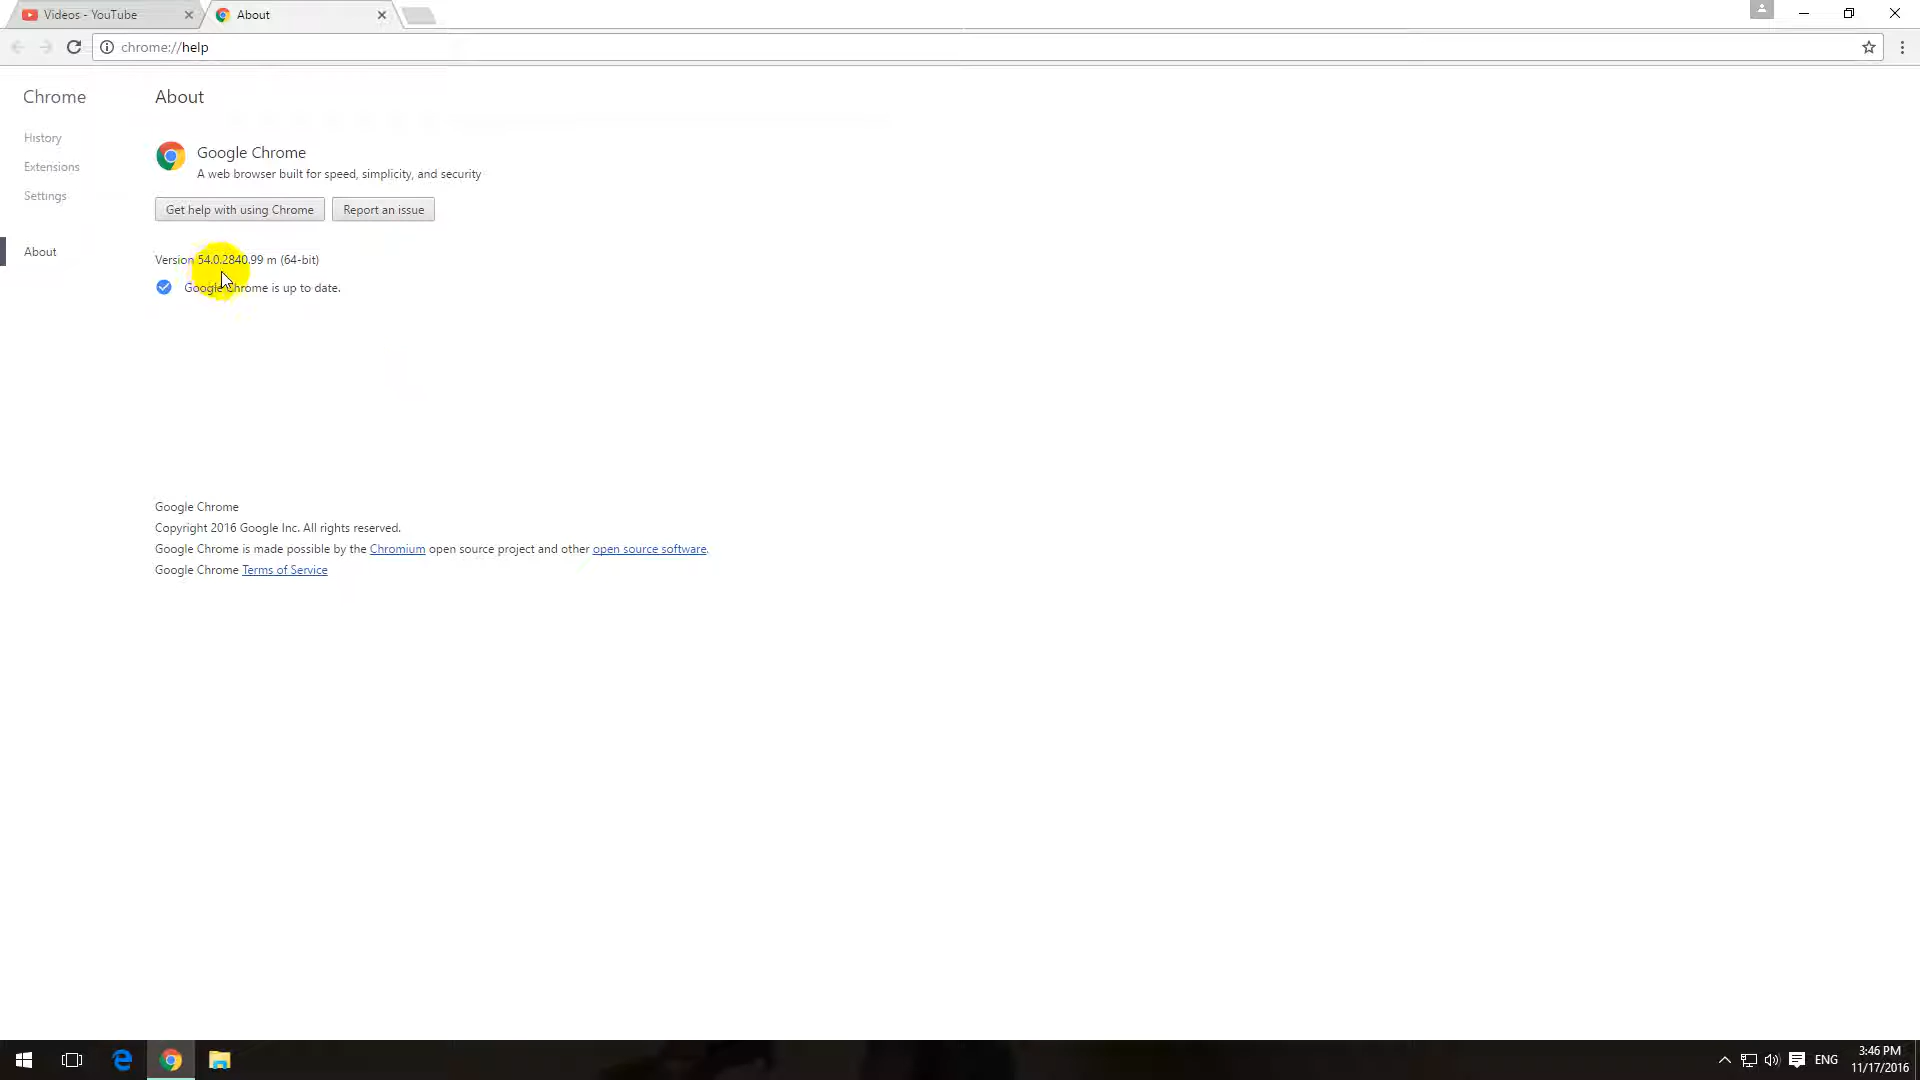 Videos - YouTube
About
chrome://help
Chrome
About
History
Extensions
Settings
About
Google Chrome
A web browser built for speed, simplicity, and security
Get help with using Chrome
Report an issue
Version 54.0.2840.99 m (64-bit)
Google Chrome is up to date.
Google Chrome
Copyright 2016 Google Inc. All rights reserved.
Google Chrome is made possible by the Chromium open source project and other open source software.
Google Chrome Terms of Service
ENG
3:46 PM
11/17/2016